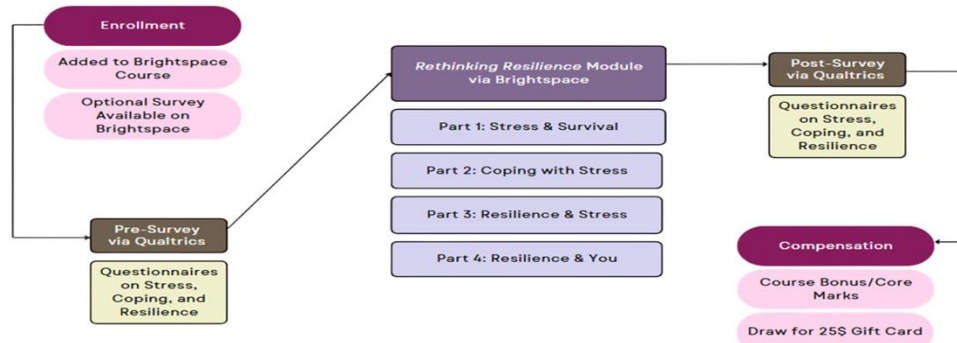 Enrollment
Added to Brightspace
Course
Optional Survey
Available on
Brightspace
Pre-Survey
via Qualtrics
Questionnaires
on Stress,
Coping, and
Resilience
Rethinking Resilience Module
via Brightspace
Part 1: Stress & Survival
Part 2: Coping with Stress
Part 3: Resilience & Stress
Part 4: Resilience & You
Post-Survey
via Qualtrics
Questionnaires
on Stress,
Coping, and
Resilience
Compensation
Course Bonus/Core
Marks
Draw for 25$ Gift Card